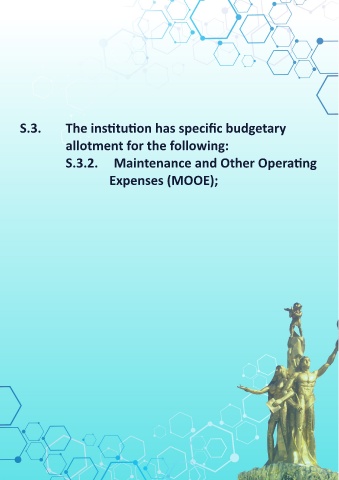 S.3. The institution has specific budgetary
allotment for the following:
S.3.2. Maintenance and Other Operating
Expenses (MOOE);